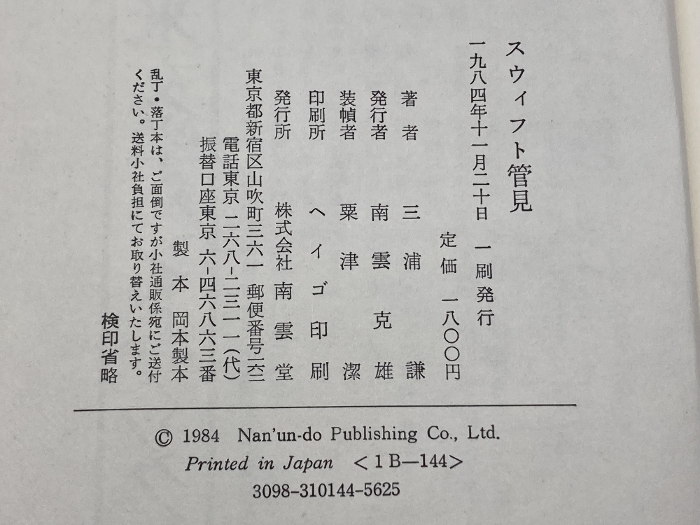 スウィフト管見
一九八四年十一月二十日　一刷発行
定価　一八〇〇円
著者　三浦　謙
発行者　南雲克雄
装幀者　粟津　潔
印刷所　ヘイゴ印刷
発行所　株式会社　南雲堂
東京都新宿区山吹町三六一　郵便番号一六二
電話東京　二六八−二三一一(代)
振替口座東京　六−四六八六三番
製本　岡本製本
乱丁・落丁本は、ご面倒ですが小社通販係宛にご送付
ください。送料小社負担にてお取り替えいたします。
検印省略
© 1984　Nan'un-do Publishing Co., Ltd.
Printed in Japan　<1B—144>
3098-310144-5625